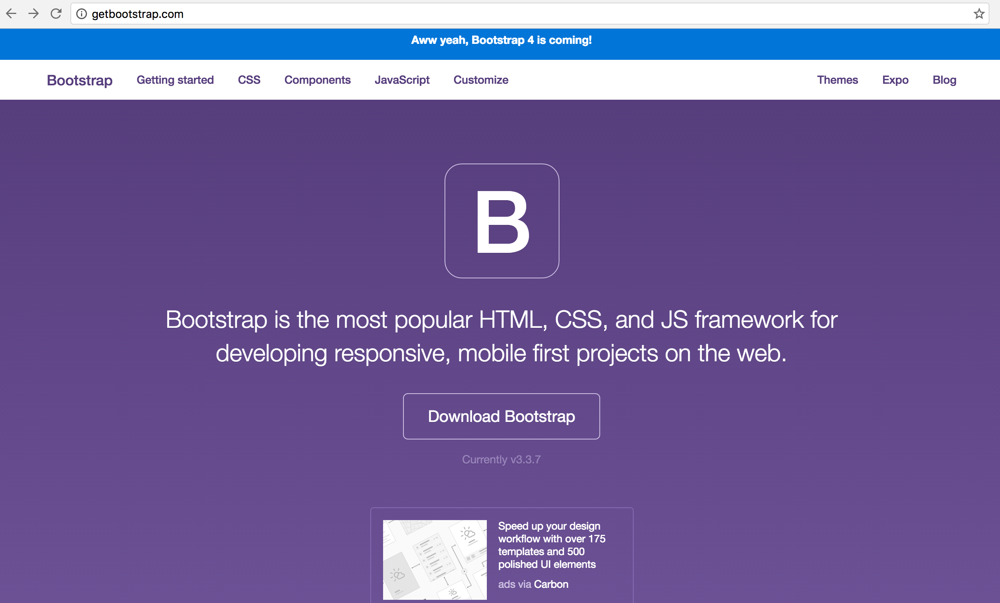 getbootstrap.com
Aww yeah, Bootstrap 4 is coming!
Bootstrap Getting started CSS Components JavaScript Customize Themes Expo Blog
B
Bootstrap is the most popular HTML, CSS, and JS framework for
developing responsive, mobile first projects on the web.
Download Bootstrap
Currently v3.3.7
Speed up your design
workflow with over 175
templates and 500
polished UI elements
ads via Carbon